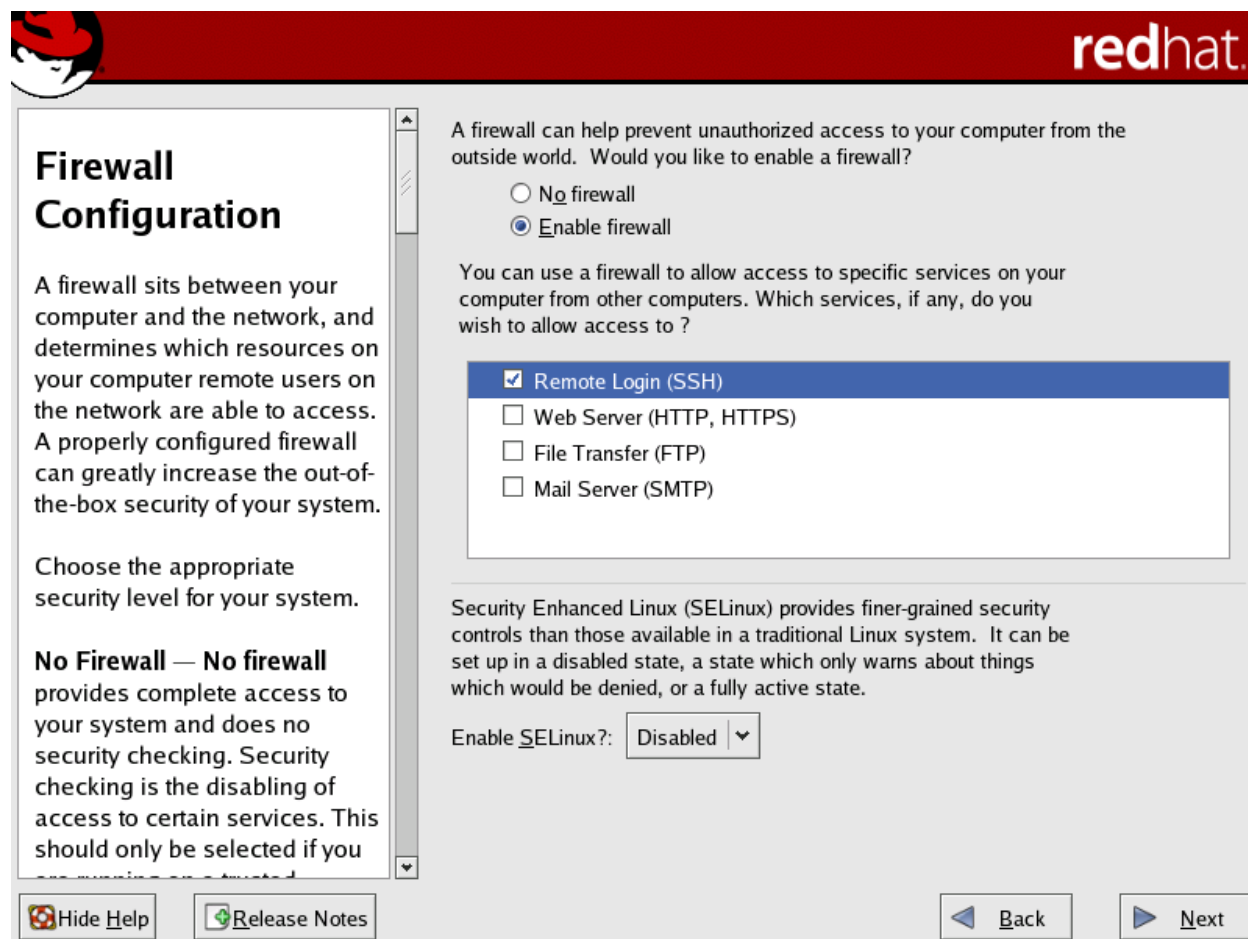 redhat.
Firewall
Configuration
A firewall sits between your
computer and the network, and
determines which resources on
your computer remote users on
the network are able to access.
A properly configured firewall
can greatly increase the out-of-
the-box security of your system.
Choose the appropriate
security level for your system.
No Firewall — No firewall
provides complete access to
your system and does no
security checking. Security
checking is the disabling of
access to certain services. This
should only be selected if you
A firewall can help prevent unauthorized access to your computer from the
outside world.  Would you like to enable a firewall?
No firewall
Enable firewall
You can use a firewall to allow access to specific services on your
computer from other computers. Which services, if any, do you
wish to allow access to ?
Remote Login (SSH)
Web Server (HTTP, HTTPS)
File Transfer (FTP)
Mail Server (SMTP)
Security Enhanced Linux (SELinux) provides finer-grained security
controls than those available in a traditional Linux system.  It can be
set up in a disabled state, a state which only warns about things
which would be denied, or a fully active state.
Enable SELinux?: Disabled
Hide Help
Release Notes
Back
Next